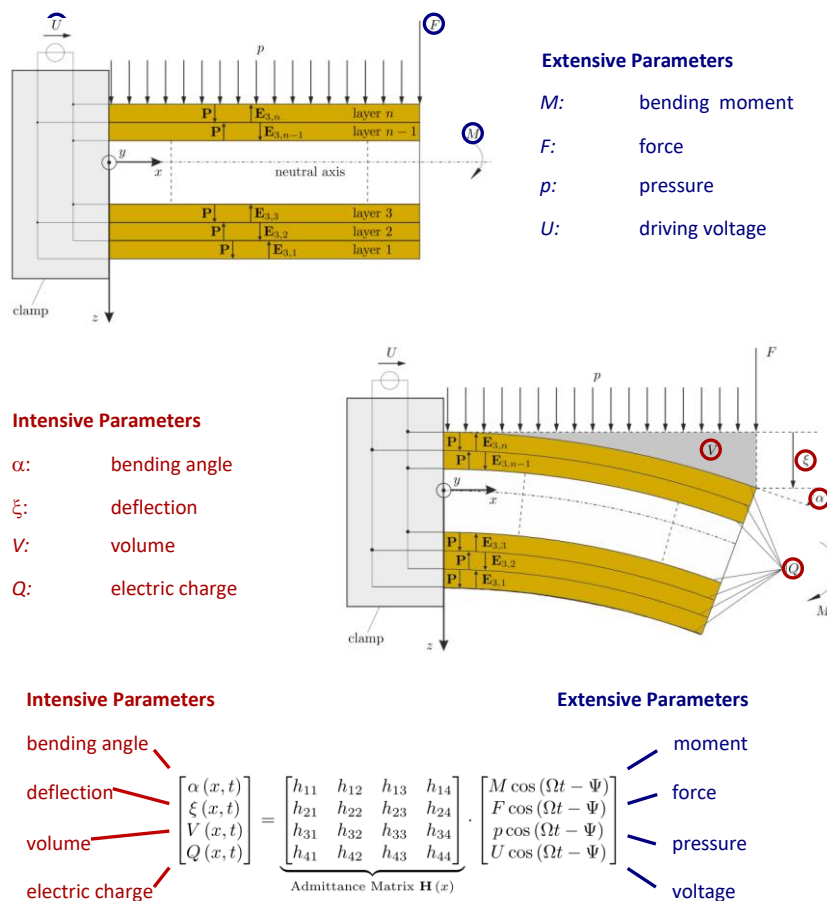 U
F
p
Extensive Parameters
P E₃,ₙ layer n
M: bending moment
P E₃,ₙ₋₁ layer n − 1
M
y
F: force
x neutral axis
p: pressure
P E₃,₃ layer 3
P E₃,₂ layer 2
U: driving voltage
P E₃,₁ layer 1
clamp
z
U
F
p
Intensive Parameters
P E₃,ₙ
V
ξ
P E₃,ₙ₋₁
α: bending angle
y
α
x
ξ: deflection
V: volume
P E₃,₃
P E₃,₂
Q
P E₃,₁
Q: electric charge
M
clamp
z
Intensive Parameters Extensive Parameters
bending angle moment
deflection force
volume pressure
electric charge voltage
[α (x, t)] [h₁₁ h₁₂ h₁₃ h₁₄] [M cos (Ωt − Ψ)]
[ξ (x, t)] [h₂₁ h₂₂ h₂₃ h₂₄] [F cos (Ωt − Ψ)]
[V (x, t)] = [h₃₁ h₃₂ h₃₃ h₃₄] · [p cos (Ωt − Ψ)]
[Q (x, t)] [h₄₁ h₄₂ h₄₃ h₄₄] [U cos (Ωt − Ψ)]
Admittance Matrix H (x)